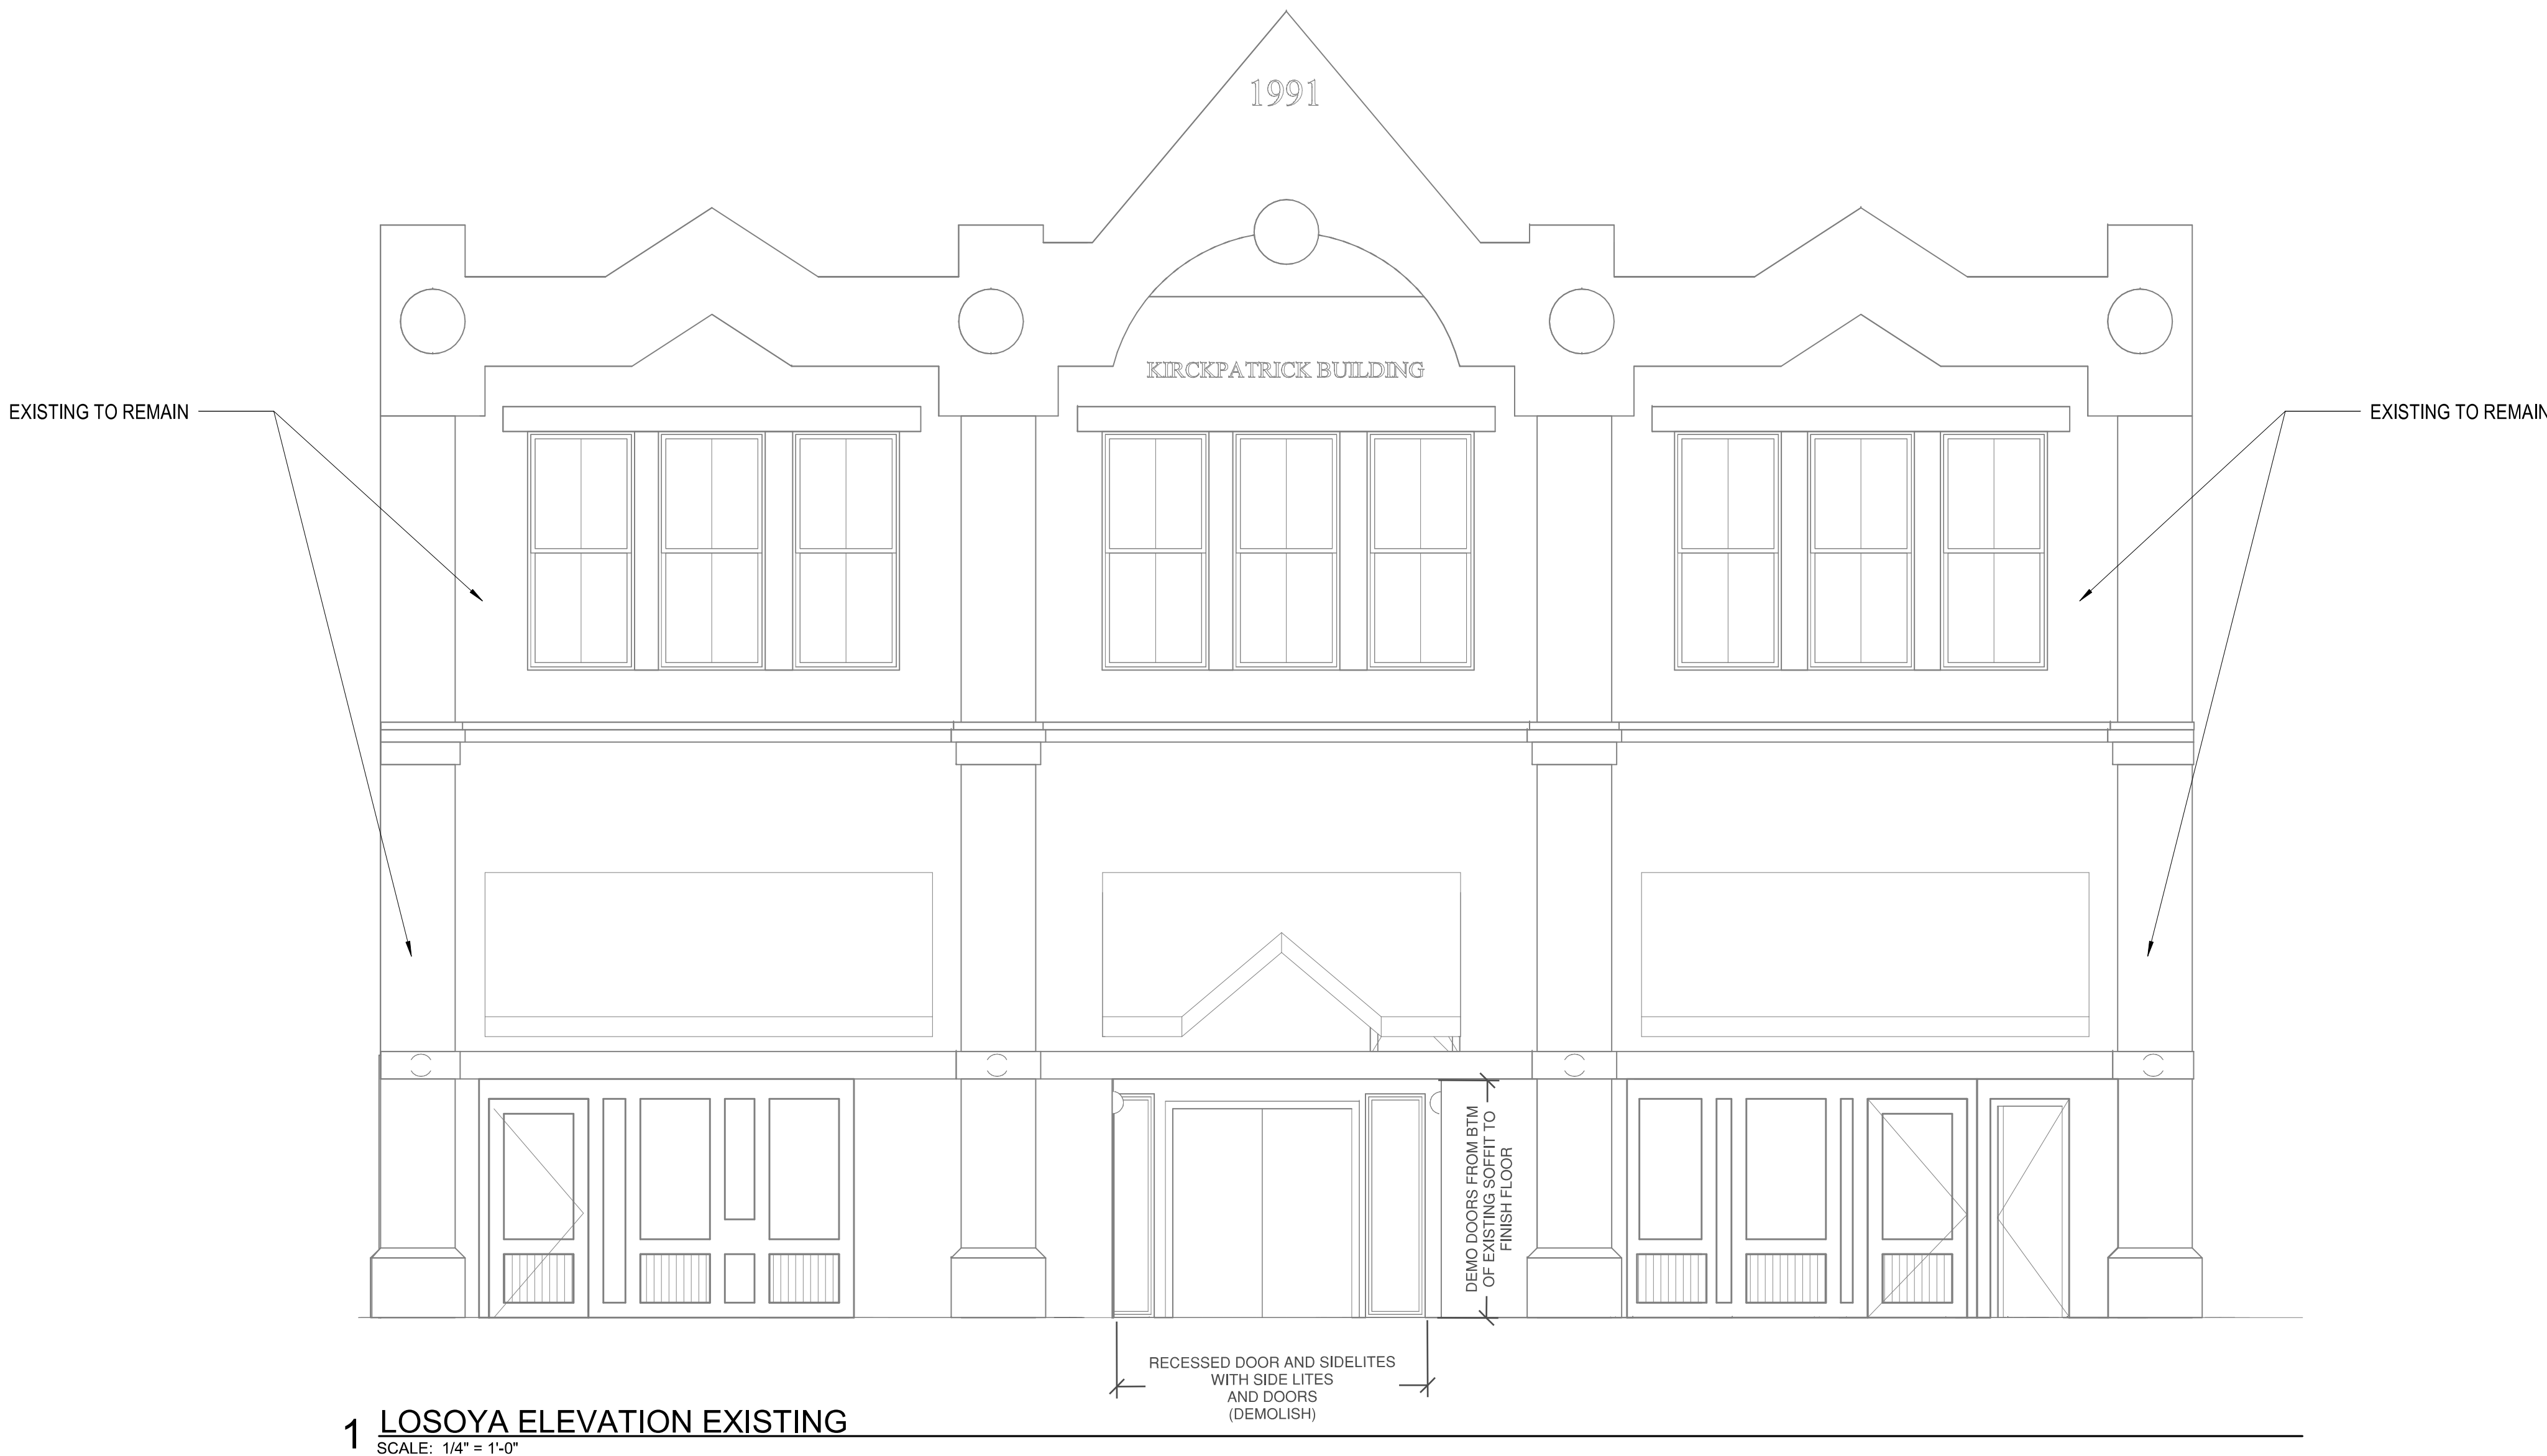 1991
KIRCKPATRICK BUILDING
EXISTING TO REMAIN
EXISTING TO REMAIN
DEMO DOORS FROM BTM
OF EXISTING SOFFIT TO
FINISH FLOOR
RECESSED DOOR AND SIDELITES
WITH SIDE LITES
AND DOORS
(DEMOLISH)
1 LOSOYA ELEVATION EXISTING
SCALE: 1/4" = 1'-0"